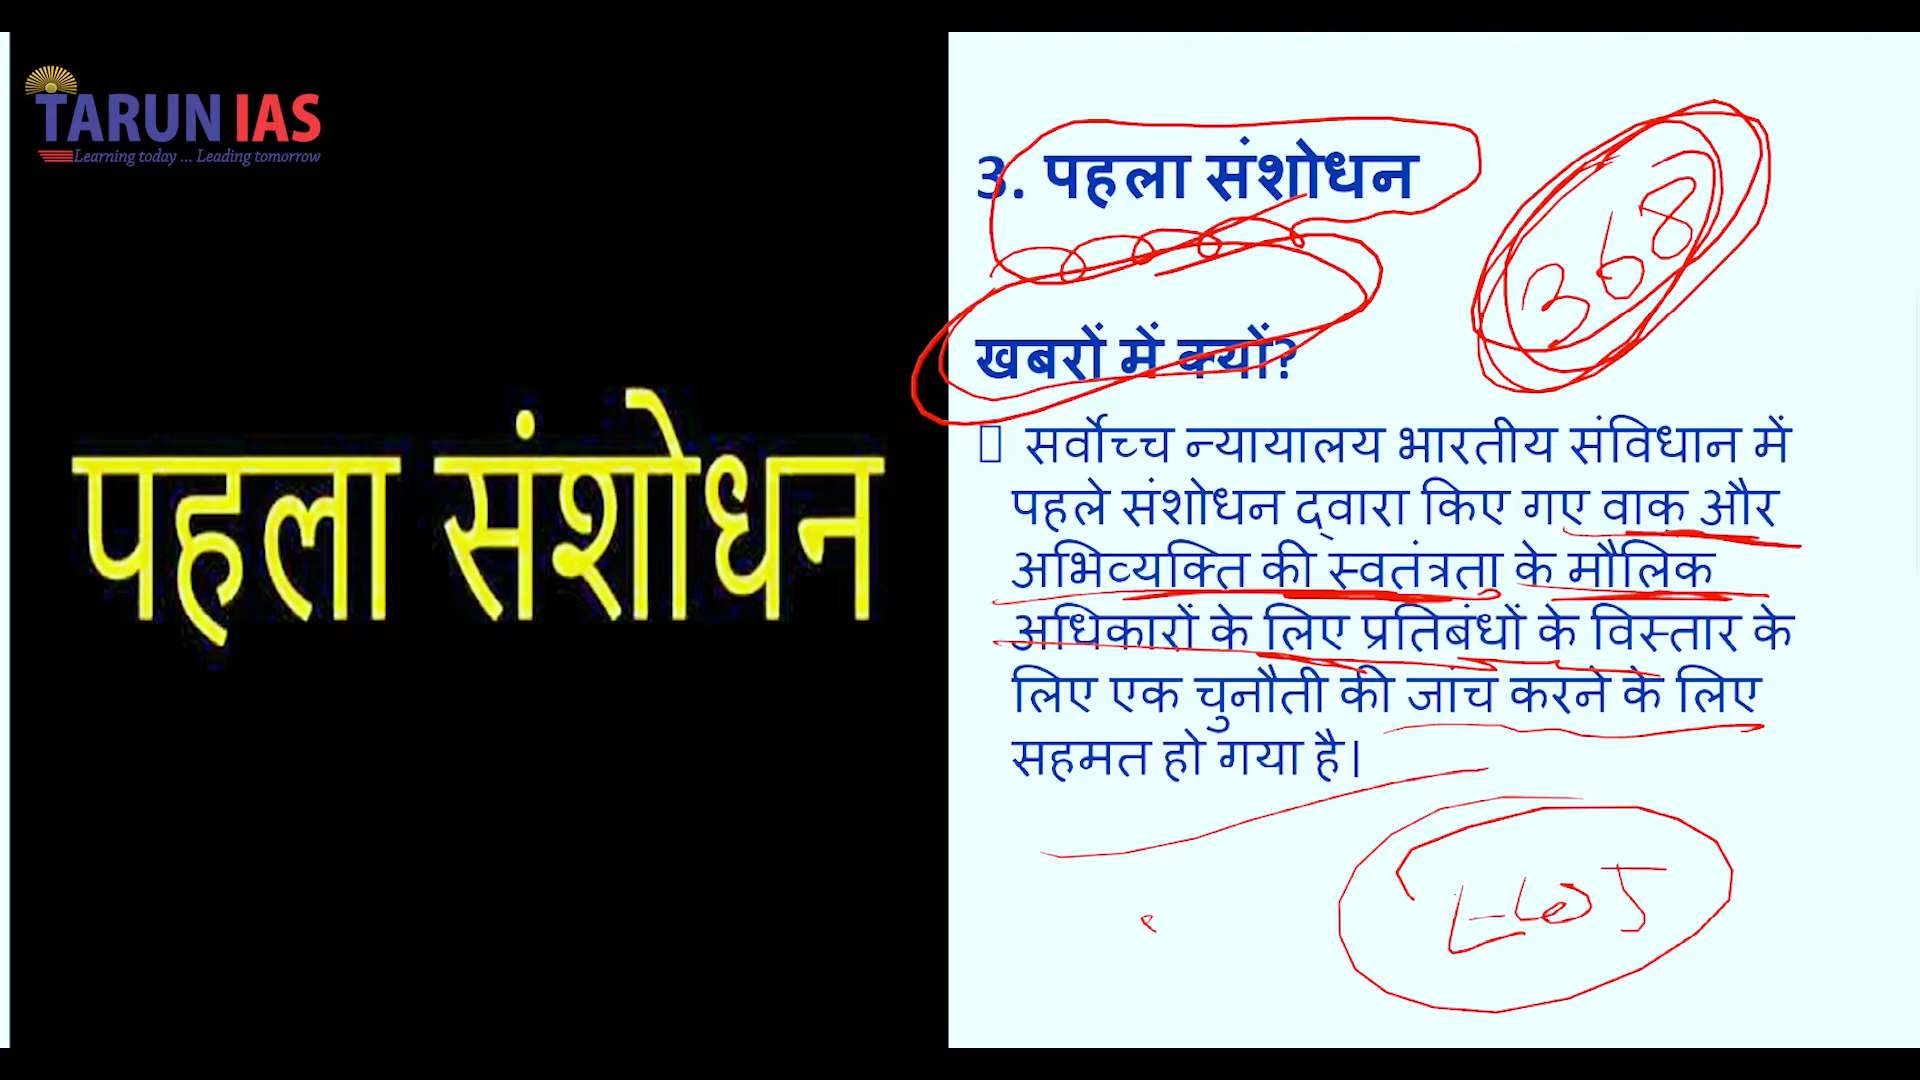 TARUN IAS
Learning today ... Leading tomorrow
पहला संशोधन
3. पहला संशोधन
368
खबरों में क्यों?
सर्वोच्च न्यायालय भारतीय संविधान में
पहले संशोधन द्वारा किए गए वाक और
अभिव्यक्ति की स्वतंत्रता के मौलिक
अधिकारों के लिए प्रतिबंधों के विस्तार के
लिए एक चुनौती की जांच करने के लिए
सहमत हो गया है।